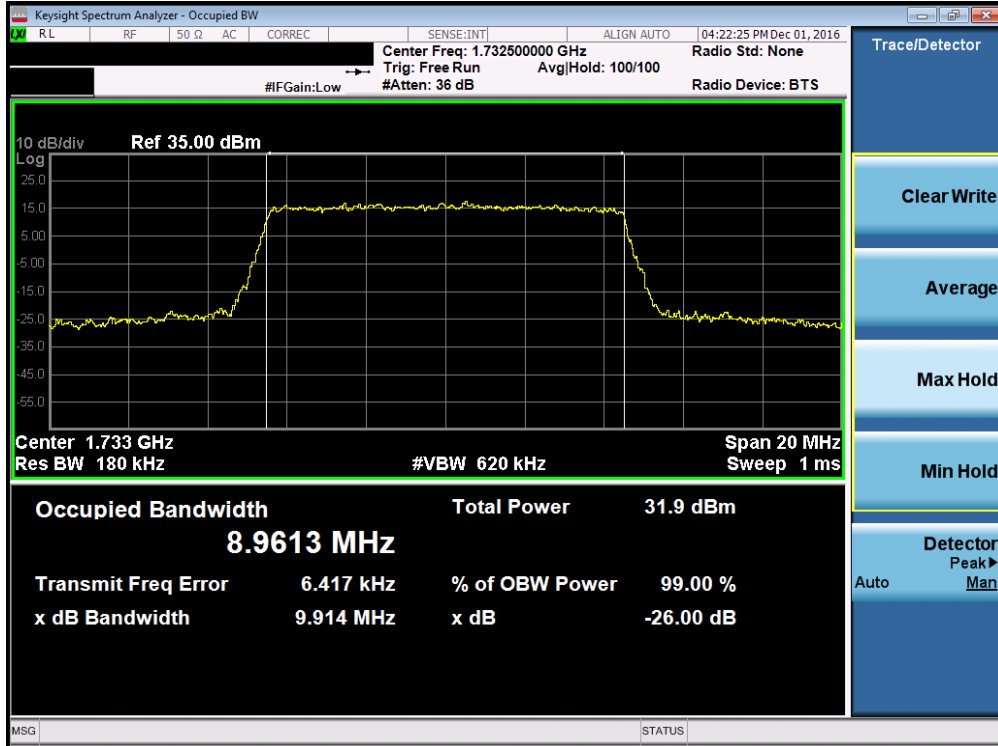 Keysight Spectrum Analyzer - Occupied BW
LXI RL RF 50 Ω AC CORREC SENSE:INT ALIGN AUTO 04:22:25 PM Dec 01, 2016
Center Freq: 1.732500000 GHz Radio Std: None
Trig: Free Run Avg|Hold: 100/100
#IFGain:Low #Atten: 36 dB Radio Device: BTS
10 dB/div Ref 35.00 dBm
Log
25.0
15.0
5.00
-5.00
-15.0
-25.0
-35.0
-45.0
-55.0
Center 1.733 GHz Span 20 MHz
Res BW 180 kHz #VBW 620 kHz Sweep 1 ms
Occupied Bandwidth Total Power 31.9 dBm
8.9613 MHz
Transmit Freq Error 6.417 kHz % of OBW Power 99.00 %
x dB Bandwidth 9.914 MHz x dB -26.00 dB
MSG STATUS
Trace/Detector
Clear Write
Average
Max Hold
Min Hold
Detector
Peak▶
Auto Man